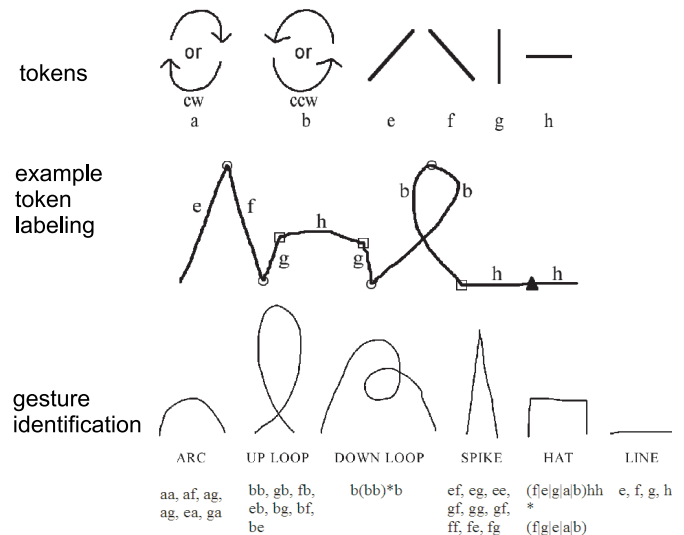 tokens
or or
cw ccw
a b e f g h
example
token
labeling
e f g h g b b h h
gesture
identification
ARC UP LOOP DOWN LOOP SPIKE HAT LINE
aa, af, ag, bb, gb, fb, b(bb)*b ef, eg, ee, (f|e|g|a|b)hh e, f, g, h
ag, ea, ga eb, bg, bf, gf, gg, gf, *
be ff, fe, fg (f|g|e|a|b)